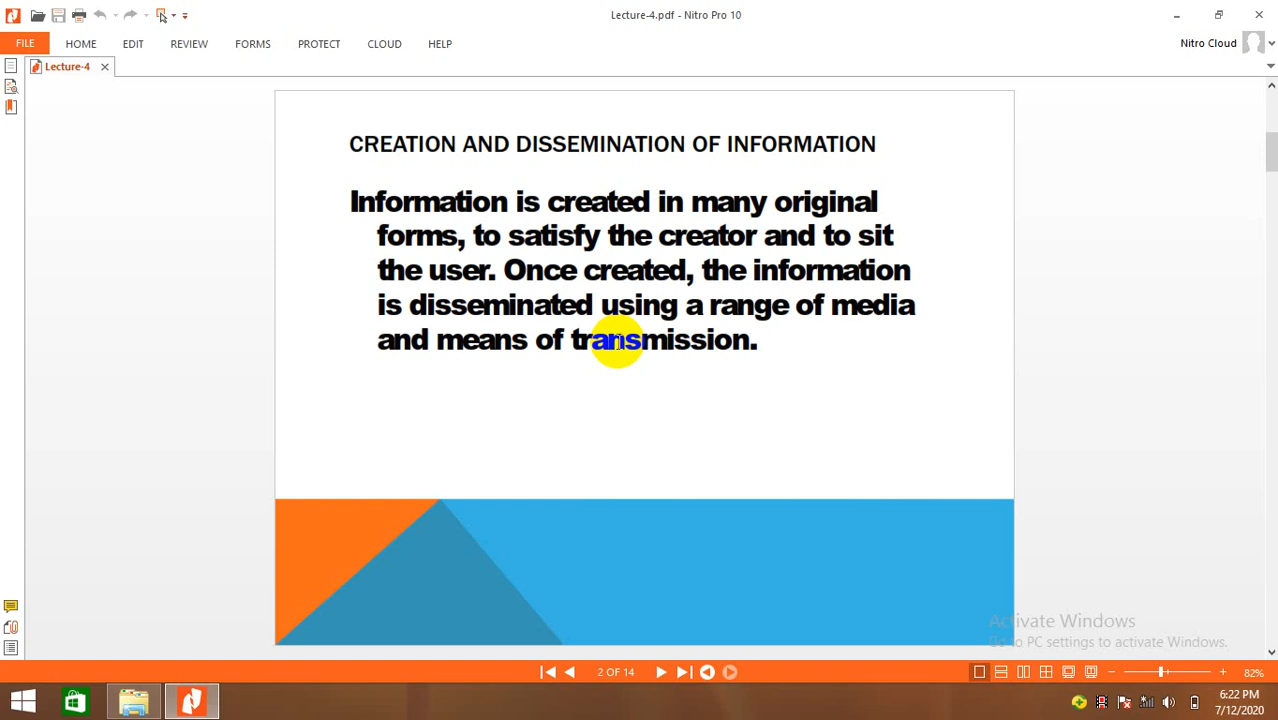 Lecture-4.pdf - Nitro Pro 10
FILE HOME EDIT REVIEW FORMS PROTECT CLOUD HELP Nitro Cloud
Lecture-4
CREATION AND DISSEMINATION OF INFORMATION
Information is created in many original
forms, to satisfy the creator and to sit
the user. Once created, the information
is disseminated using a range of media
and means of transmission.
Activate Windows
Go to PC settings to activate Windows.
2 OF 14 82%
6:22 PM
7/12/2020